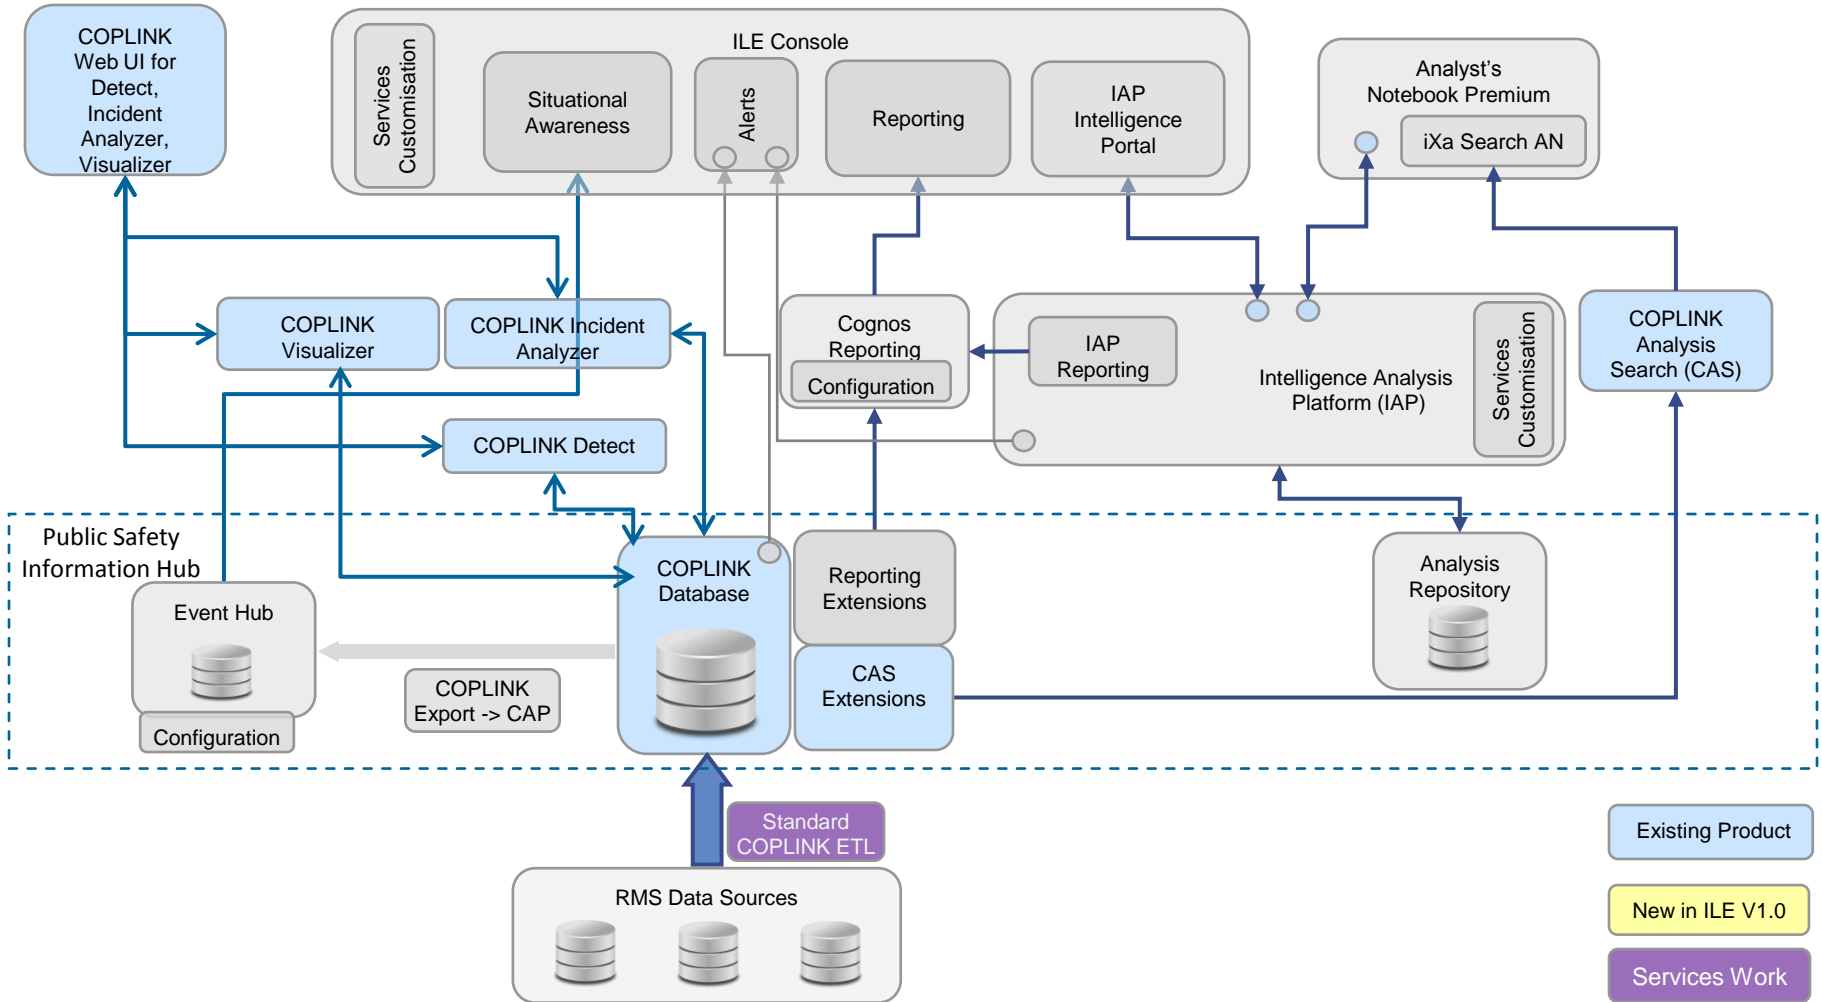 COPLINK
Web UI for
Detect,
Incident
Analyzer,
Visualizer
ILE Console
Services
Customisation
Situational
Awareness
Alerts
Reporting
IAP
Intelligence
Portal
Analyst's
Notebook Premium
iXa Search AN
COPLINK
Visualizer
COPLINK Incident
Analyzer
Cognos
Reporting
Configuration
IAP
Reporting
Intelligence Analysis
Platform (IAP)
Services
Customisation
COPLINK
Analysis
Search (CAS)
COPLINK Detect
Public Safety
Information Hub
Event Hub
Configuration
COPLINK
Export -> CAP
COPLINK
Database
Reporting
Extensions
CAS
Extensions
Analysis
Repository
Standard
COPLINK ETL
RMS Data Sources
Existing Product
New in ILE V1.0
Services Work